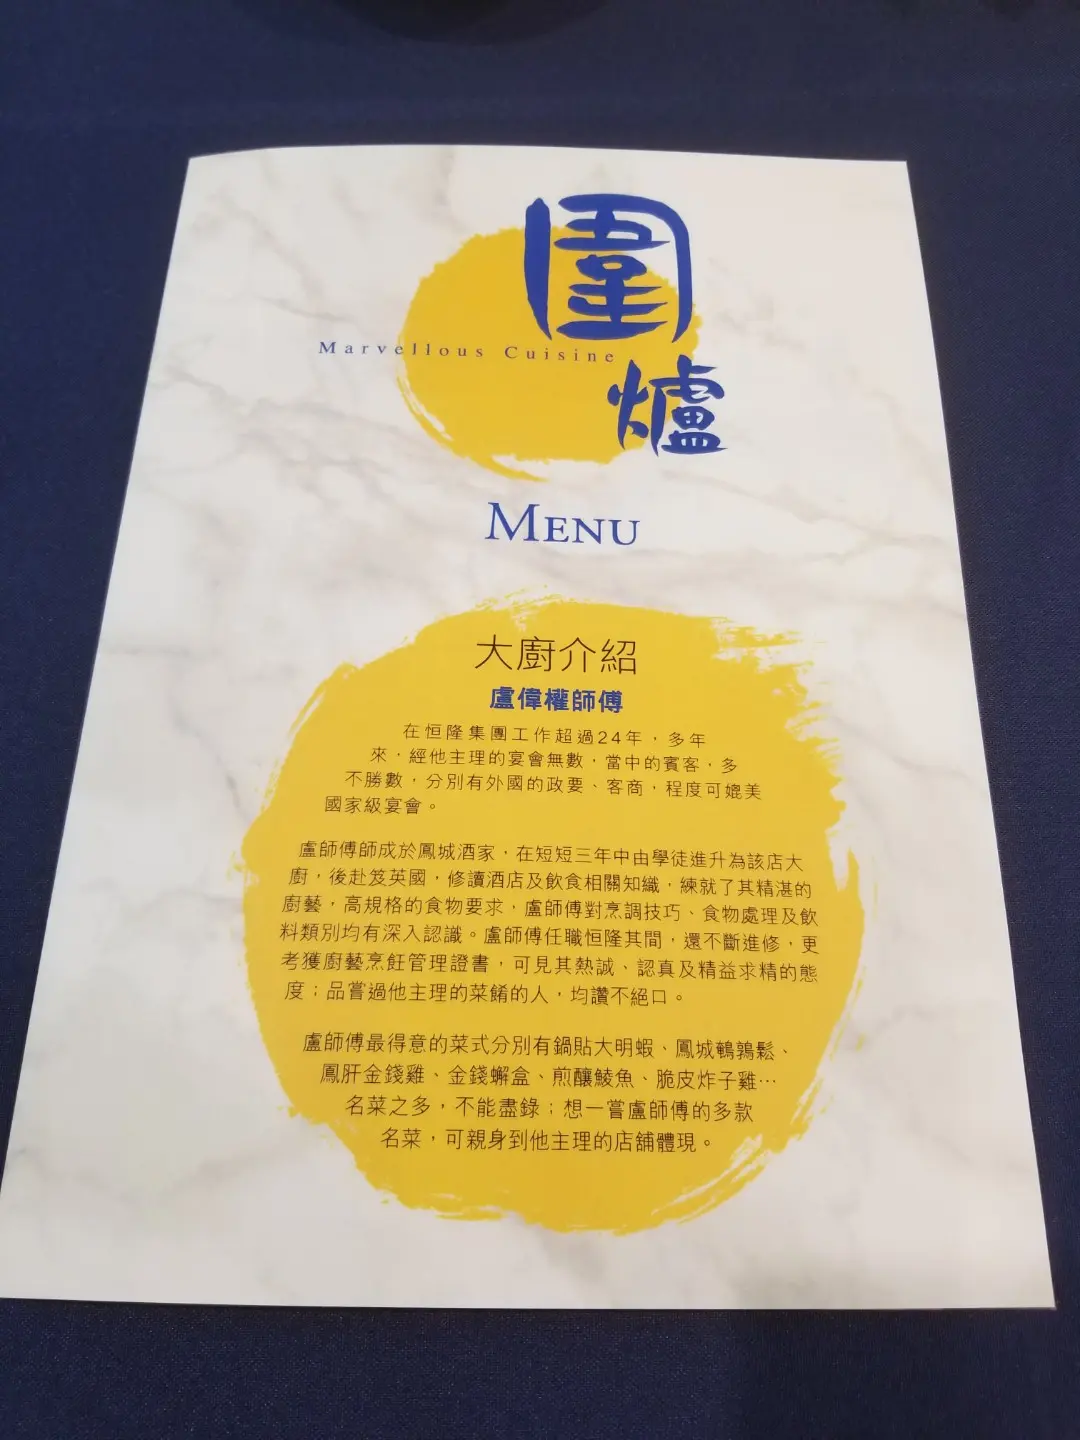 圍爐
Marvellous Cuisine
MENU
大廚介紹
盧偉權師傅
在恒隆集團工作超過24年，多年
來，經他主理的宴會無數，當中的賓客，多
不勝數，分別有外國的政要、客商，程度可媲美
國家級宴會。
盧師傅師成於鳳城酒家，在短短三年中由學徒進升為該店大
廚，後赴笈英國，修讀酒店及飲食相關知織，練就了其精湛的
廚藝，高規格的食物要求，盧師傅對烹調技巧、食物處理及飲
料類別均有深入認識。盧師傅任職恒隆其間，還不斷進修，更
考獲廚藝烹飪管理證書，可見其熱誠、認真及精益求精的態
度；品嘗過他主理的菜餚的人，均讚不絕口。
盧師傅最得意的菜式分別有鍋貼大明蝦、鳳城鵪鶉鬆、
鳳肝金錢雞、金錢蠏盒、煎釀鯪魚、脆皮炸子雞…
名菜之多，不能盡錄；想一嘗盧師傅的多款
名菜，可親身到他主理的店舖體現。